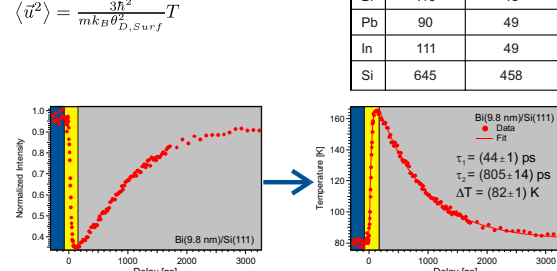 ⟨u⃗²⟩ = 3ħ² / (mk_Bθ²_{D,Surf}) T
Pb 90 49
In 111 49
Si 645 458
Normalized Intensity
1.0
0.9
0.8
0.7
0.6
0.5
0.4
0 1000 2000 3000
Bi(9.8 nm)/Si(111)
Temperature [K]
160
140
120
100
80
0 1000 2000 3000
Bi(9.8 nm)/Si(111)
Data
Fit
τ₁ = (44±1) ps
τ₂ = (805±14) ps
ΔT = (82±1) K